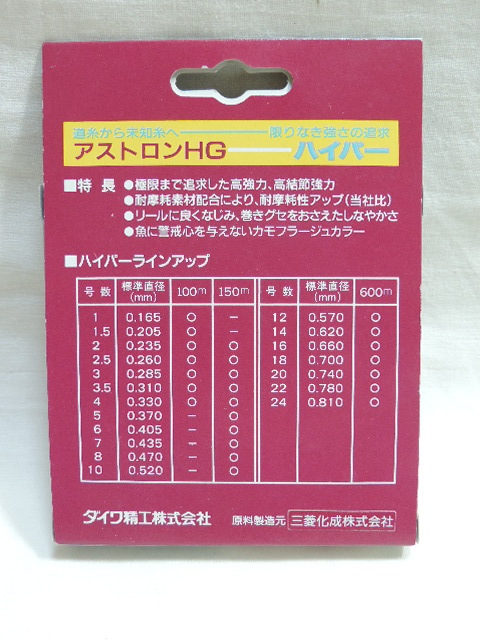 道糸から未知糸へ――――限りなき強さの追求
アストロンHG――ハイパー
■特長 ●極限まで追求した高強力、高結節強力
●耐摩耗素材配合により、耐摩耗性アップ(当社比)
●リールに良くなじみ、巻きグセをおさえたしなやかさ
●魚に警戒心を与えないカモフラージュカラー
■ハイパーラインアップ
号数 標準直径(mm) 100m 150m
1 0.165 ○ −
1.5 0.205 ○ −
2 0.235 ○ ○
2.5 0.260 ○ ○
3 0.285 ○ ○
3.5 0.310 ○ ○
4 0.330 ○ ○
5 0.370 − ○
6 0.405 − ○
7 0.435 − ○
8 0.470 − ○
10 0.520 − ○
号数 標準直径(mm) 600m
12 0.570 ○
14 0.620 ○
16 0.660 ○
18 0.700 ○
20 0.740 ○
22 0.780 ○
24 0.810 ○
ダイワ精工株式会社 原料製造元 三菱化成株式会社